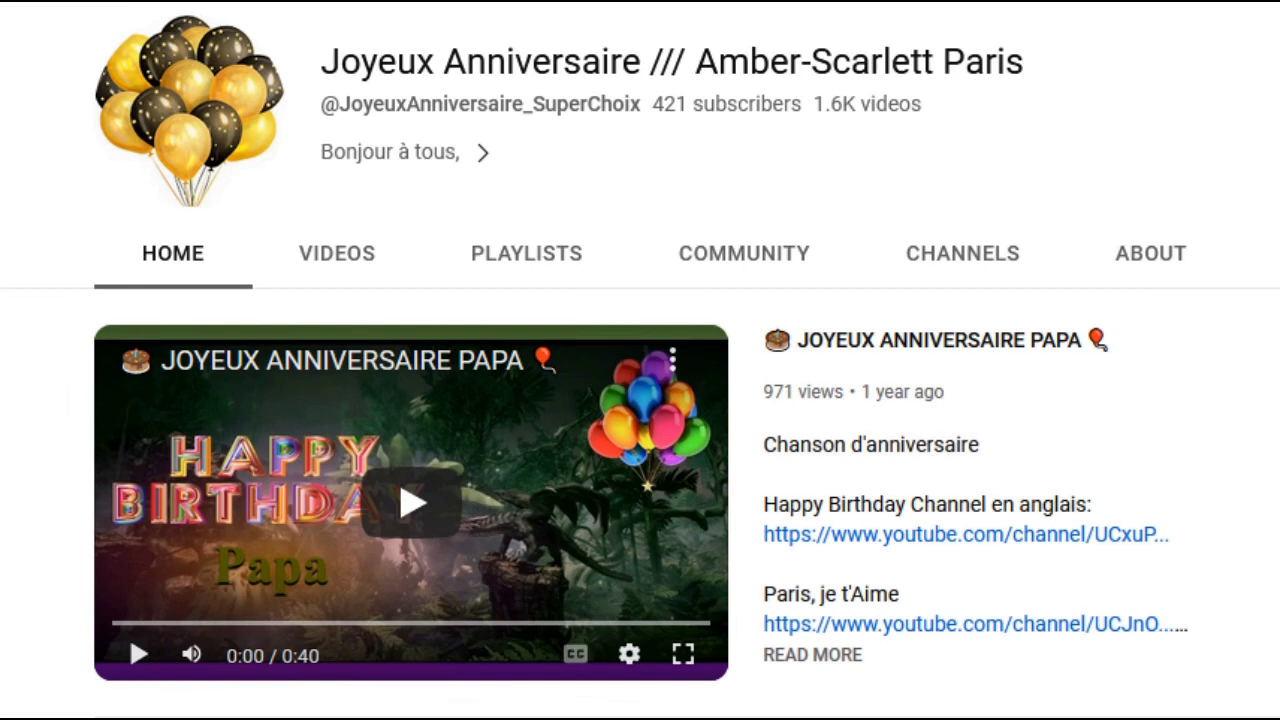 Joyeux Anniversaire /// Amber-Scarlett Paris
@JoyeuxAnniversaire_SuperChoix 421 subscribers 1.6K videos
Bonjour à tous,
HOME VIDEOS PLAYLISTS COMMUNITY CHANNELS ABOUT
JOYEUX ANNIVERSAIRE PAPA
HAPPY
BIRTHDAY
Papa
0:00 / 0:40
CC
JOYEUX ANNIVERSAIRE PAPA
971 views • 1 year ago
Chanson d'anniversaire
Happy Birthday Channel en anglais:
https://www.youtube.com/channel/UCxuP...
Paris, je t'Aime
https://www.youtube.com/channel/UCJnO......
READ MORE